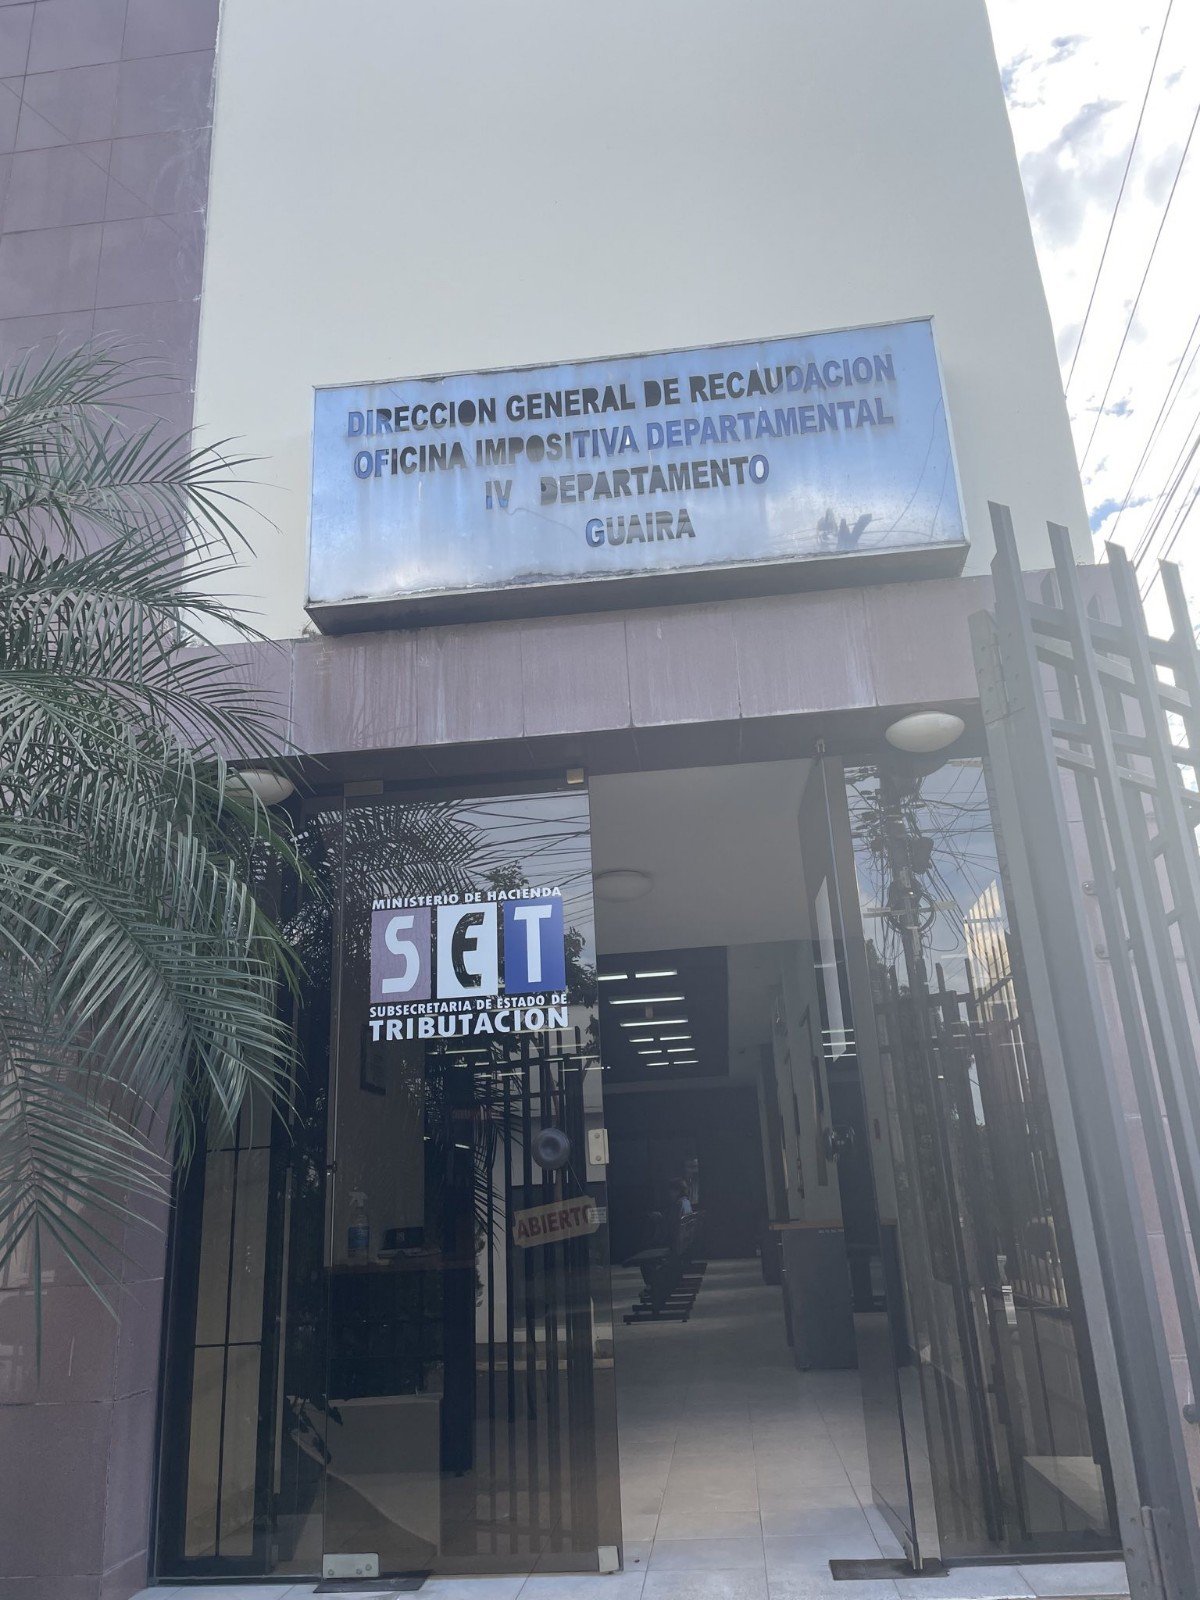 DIRECCION GENERAL DE RECAUDACION
OFICINA IMPOSITIVA DEPARTAMENTAL
IV DEPARTAMENTO
GUAIRA
MINISTERIO DE HACIENDA
SET
SUBSECRETARIA DE ESTADO DE
TRIBUTACION
ABIERTO